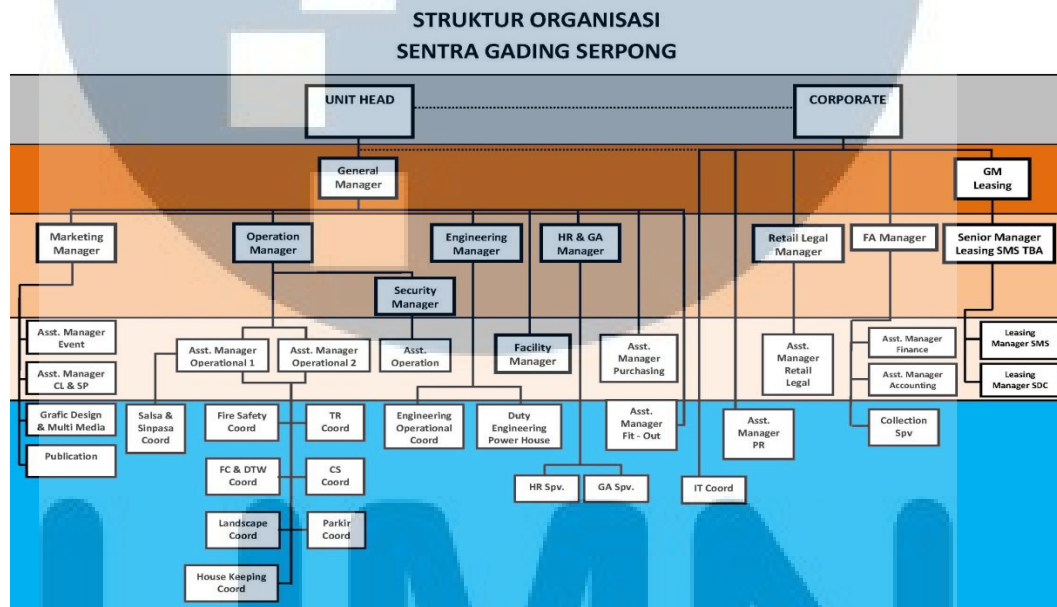 STRUKTUR ORGANISASI
SENTRA GADING SERPONG
UNIT HEAD
CORPORATE
General
Manager
GM
Leasing
Marketing
Manager
Operation
Manager
Engineering
Manager
HR & GA
Manager
Retail Legal
Manager
FA Manager
Senior Manager
Leasing SMS TBA
Security
Manager
Asst. Manager
Event
Asst. Manager
Operational 1
Asst. Manager
Operational 2
Asst.
Operation
Facility
Manager
Asst.
Manager
Purchasing
Asst.
Manager
Retail
Legal
Asst. Manager
Finance
Leasing
Manager SMS
Asst. Manager
CL & SP
Asst. Manager
Accounting
Leasing
Manager SDC
Grafic Design
& Multi Media
Salsa &
Sinpasa
Coord
Fire Safety
Coord
TR
Coord
Engineering
Operational
Coord
Duty
Engineering
Power House
Asst.
Manager
Fit - Out
Asst.
Manager
PR
Collection
Spv
Publication
FC & DTW
Coord
CS
Coord
HR Spv.
GA Spv.
IT Coord
Landscape
Coord
Parkir
Coord
House Keeping
Coord
UMN